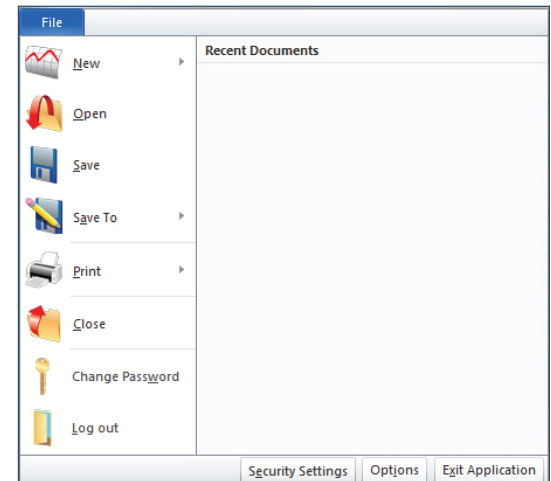 File
Recent Documents
New
Open
Save
Save To
Print
Close
Change Password
Log out
Security Settings
Options
Exit Application